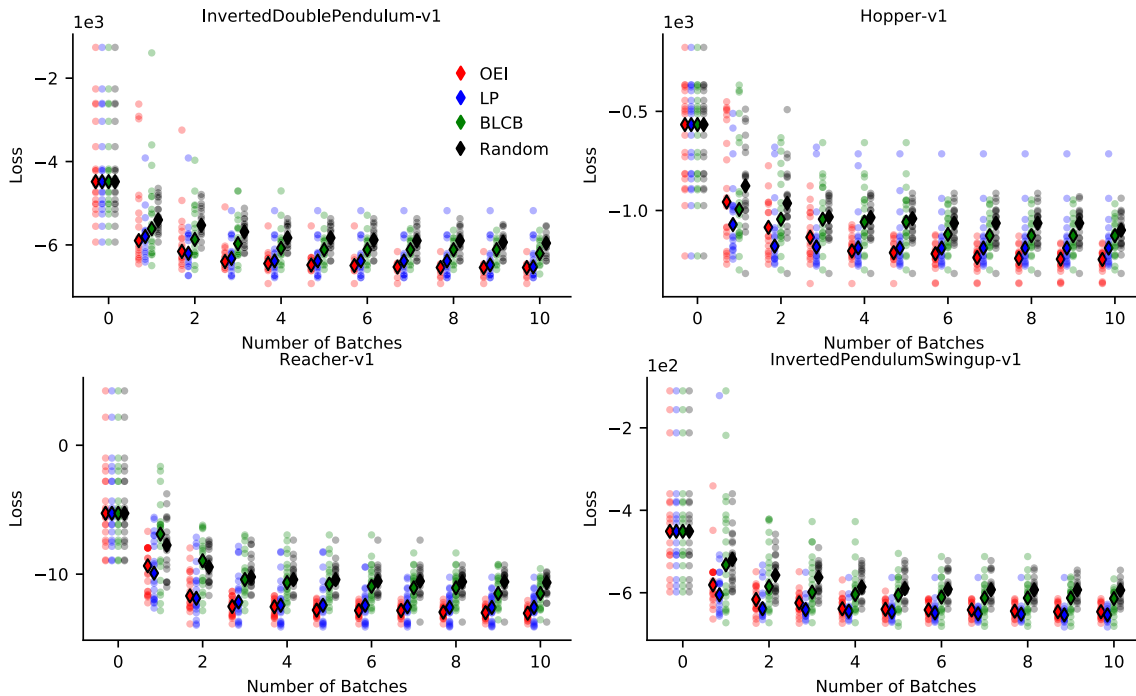 InvertedDoublePendulum-v1
1e3
−2
−4
−6
Loss
0 2 4 6 8 10
Number of Batches
OEI
LP
BLCB
Random
Hopper-v1
1e3
−0.5
−1.0
Loss
0 2 4 6 8 10
Number of Batches
Reacher-v1
0
−10
Loss
0 2 4 6 8 10
Number of Batches
InvertedPendulumSwingup-v1
1e2
−2
−4
−6
Loss
0 2 4 6 8 10
Number of Batches